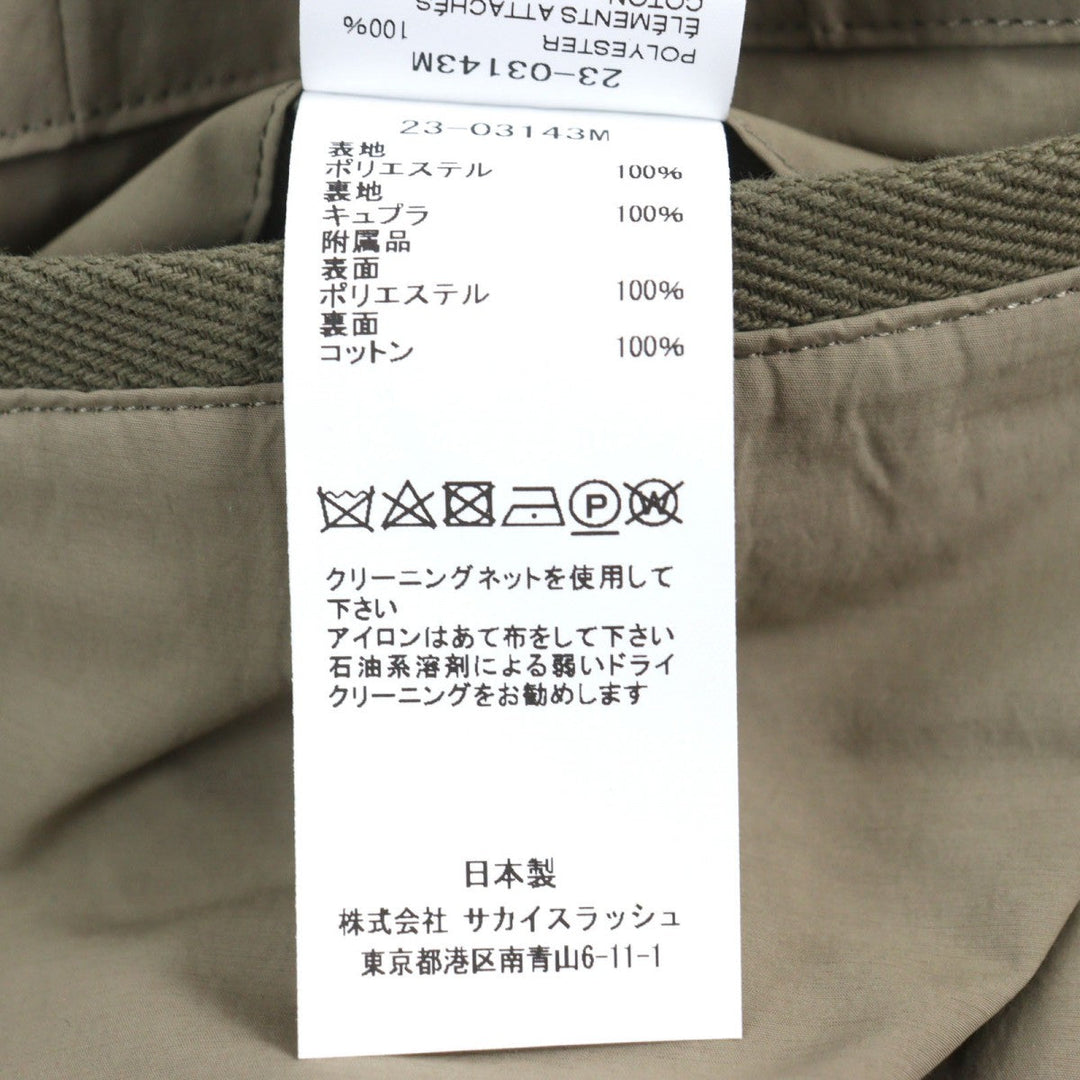 COTON
ÉLÉMENTS ATTACHÉS
POLYESTER 100%
23-03143M
23-03143M
表地
ポリエステル 100%
裏地
キュプラ 100%
附属品
表面
ポリエステル 100%
裏面
コットン 100%
P W
クリーニングネットを使用して
下さい
アイロンはあて布をして下さい
石油系溶剤による弱いドライ
クリーニングをお勧めします
日本製
株式会社 サカイスラッシュ
東京都港区南青山6-11-1